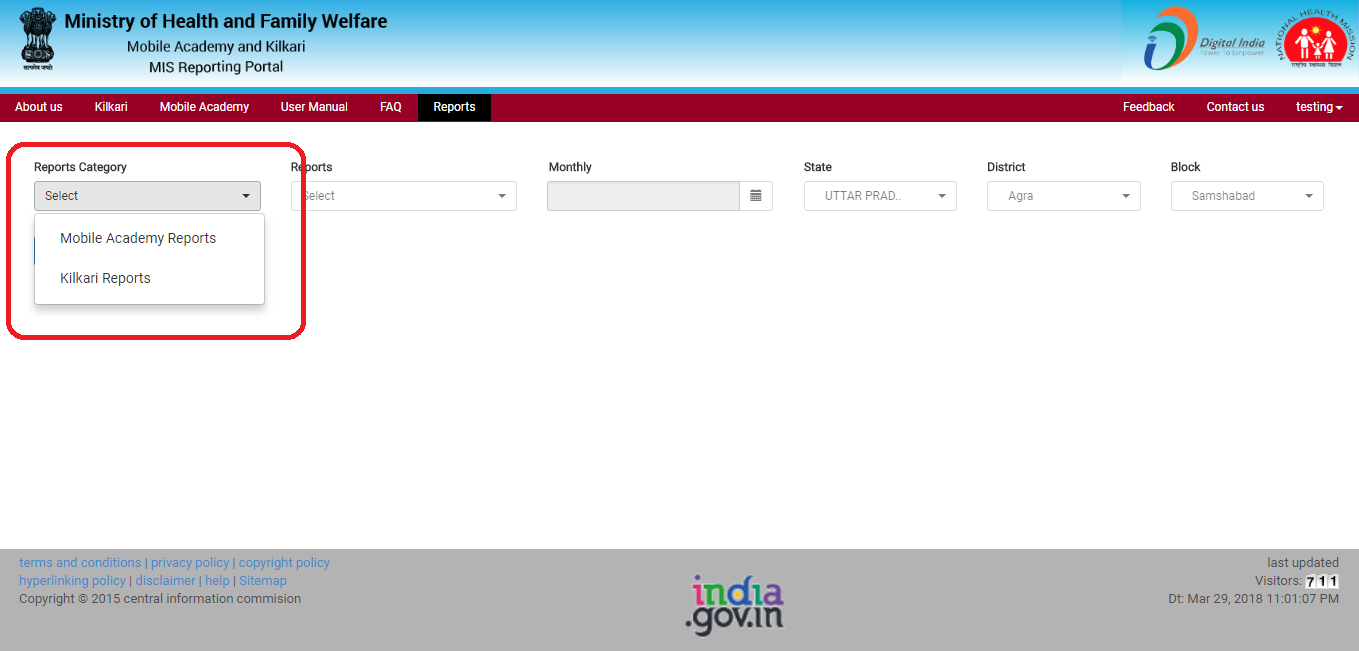 Ministry of Health and Family Welfare
Mobile Academy and Kilkari
MIS Reporting Portal
सत्यमेव जयते
Digital India
Power To Empower
NATIONAL HEALTH MISSION
राष्ट्रीय स्वास्थ्य मिशन
About us Kilkari Mobile Academy User Manual FAQ Reports Feedback Contact us testing
Reports Category Reports Monthly State District Block
Select Select UTTAR PRAD.. Agra Samshabad
Mobile Academy Reports
Kilkari Reports
terms and conditions | privacy policy | copyright policy
hyperlinking policy | disclaimer | help | Sitemap
Copyright © 2015 central information commision
india
.gov.in
last updated
Visitors: 711
Dt: Mar 29, 2018 11:01:07 PM